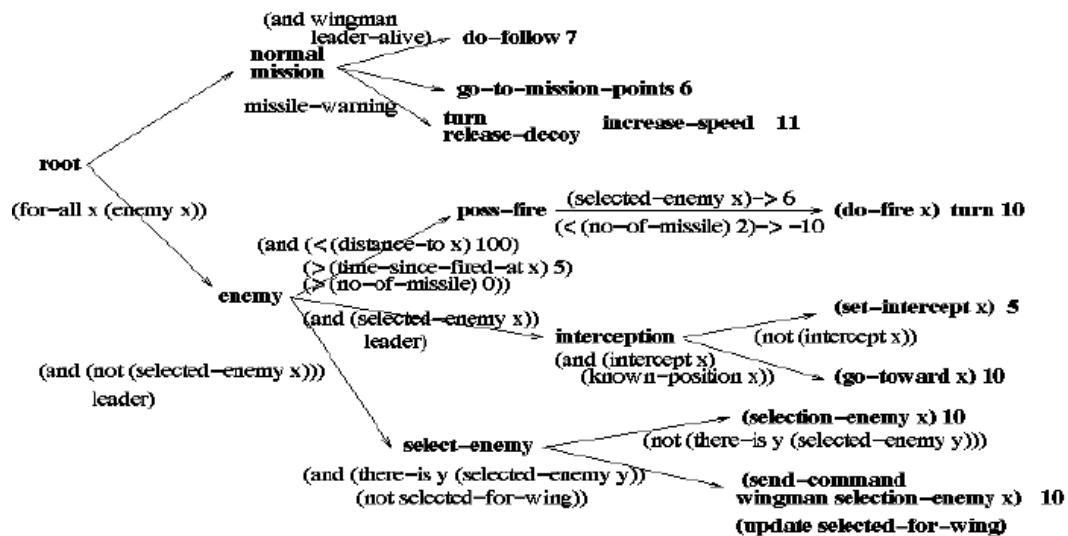 (and wingman
leader-alive)
do-follow 7
normal
mission
go-to-mission-points 6
missile-warning
turn
release-decoy increase-speed 11
root
(for-all x (enemy x))
poss-fire (selected-enemy x)-> 6 (do-fire x) turn 10
(< (no-of-missile) 2)-> -10
(and (< (distance-to x) 100)
(> (time-since-fired-at x) 5)
(> (no-of-missile) 0))
enemy
(set-intercept x) 5
(and (selected-enemy x))
leader)
interception
(not (intercept x))
(and (intercept x)
(known-position x))
(go-toward x) 10
(and (not (selected-enemy x)))
leader)
(selection-enemy x) 10
select-enemy
(not (there-is y (selected-enemy y)))
(and (there-is y (selected-enemy y))
(not selected-for-wing))
(send-command
wingman selection-enemy x) 10
(update selected-for-wing)